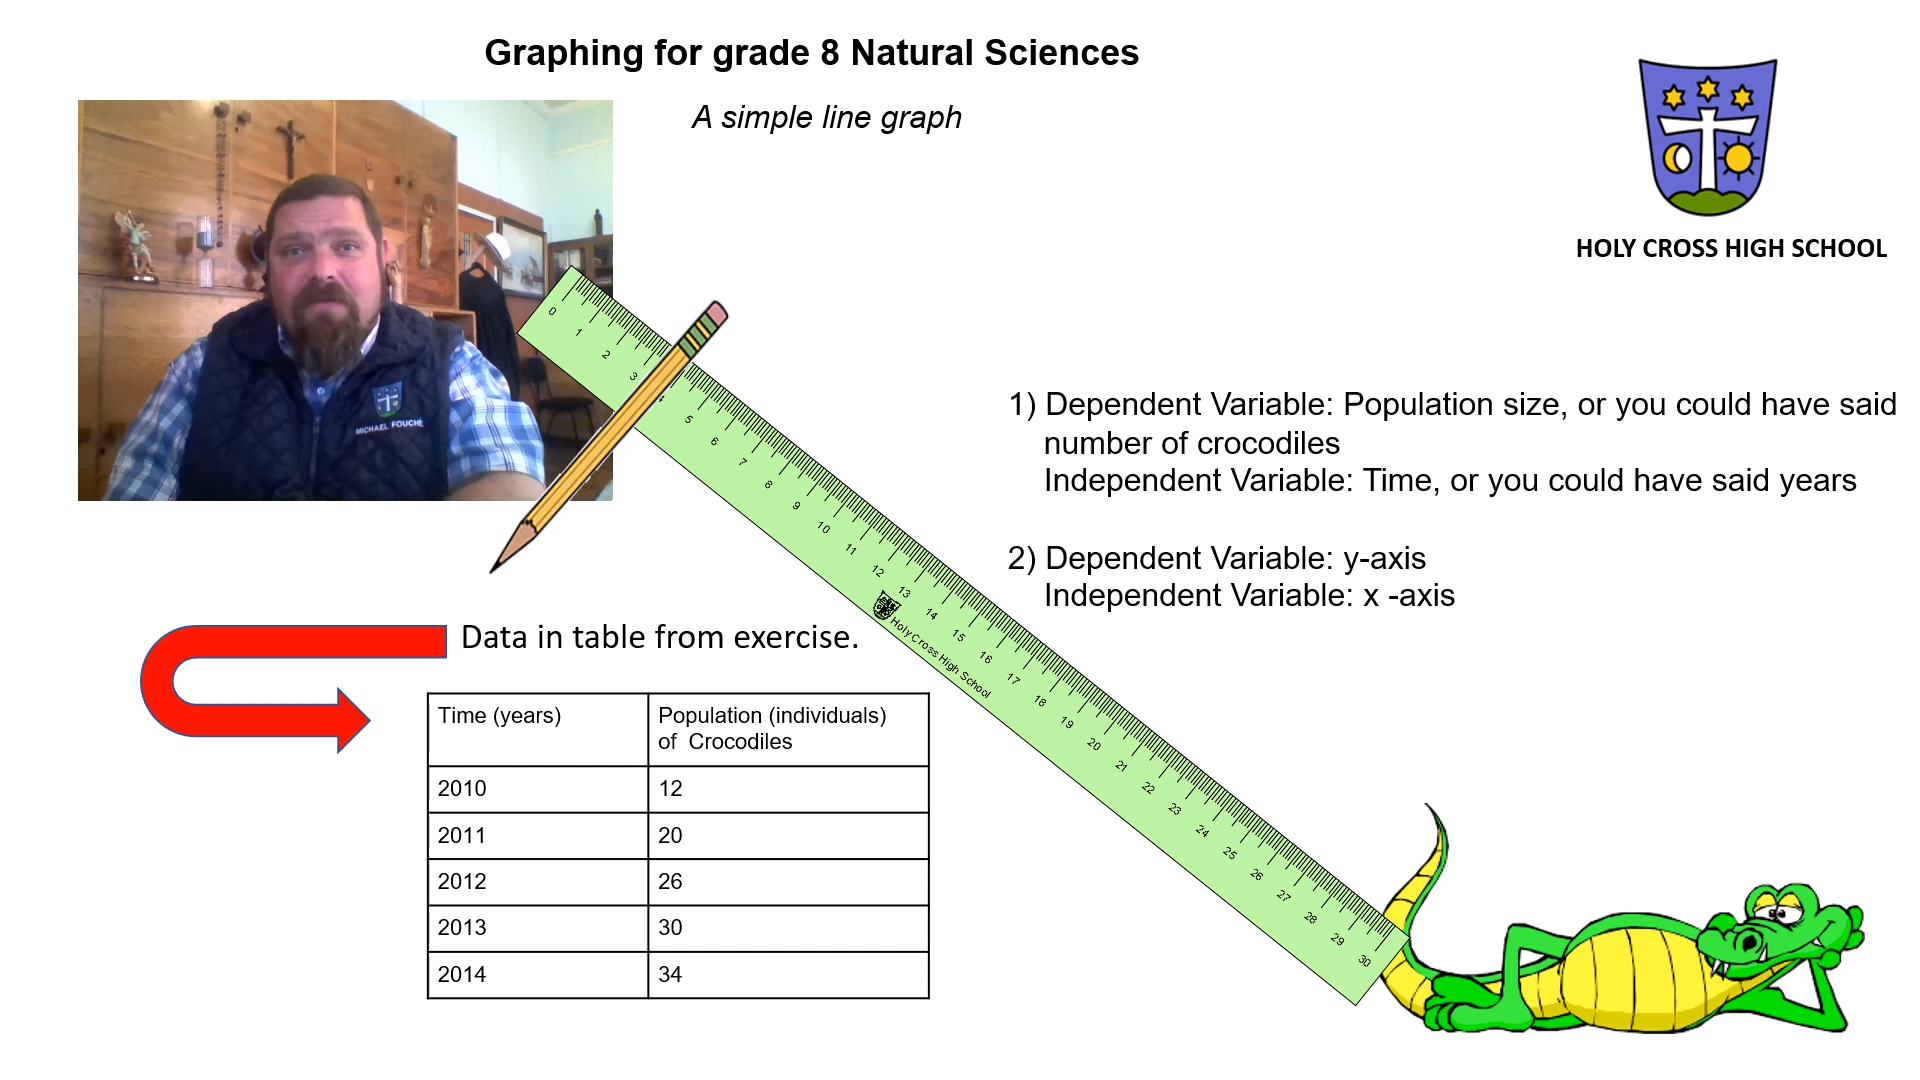 Graphing for grade 8 Natural Sciences
A simple line graph
HOLY CROSS HIGH SCHOOL
MICHAEL FOUCHÉ
0
1
2
3
5
6
7
8
9
10
11
12
13
14
15
16
17
18
19
20
21
22
23
24
25
26
27
28
29
30
Holy Cross High School
1) Dependent Variable: Population size, or you could have said
number of crocodiles
Independent Variable: Time, or you could have said years
2) Dependent Variable: y-axis
Independent Variable: x -axis
Data in table from exercise.
Time (years) Population (individuals)
of Crocodiles
2010 12
2011 20
2012 26
2013 30
2014 34